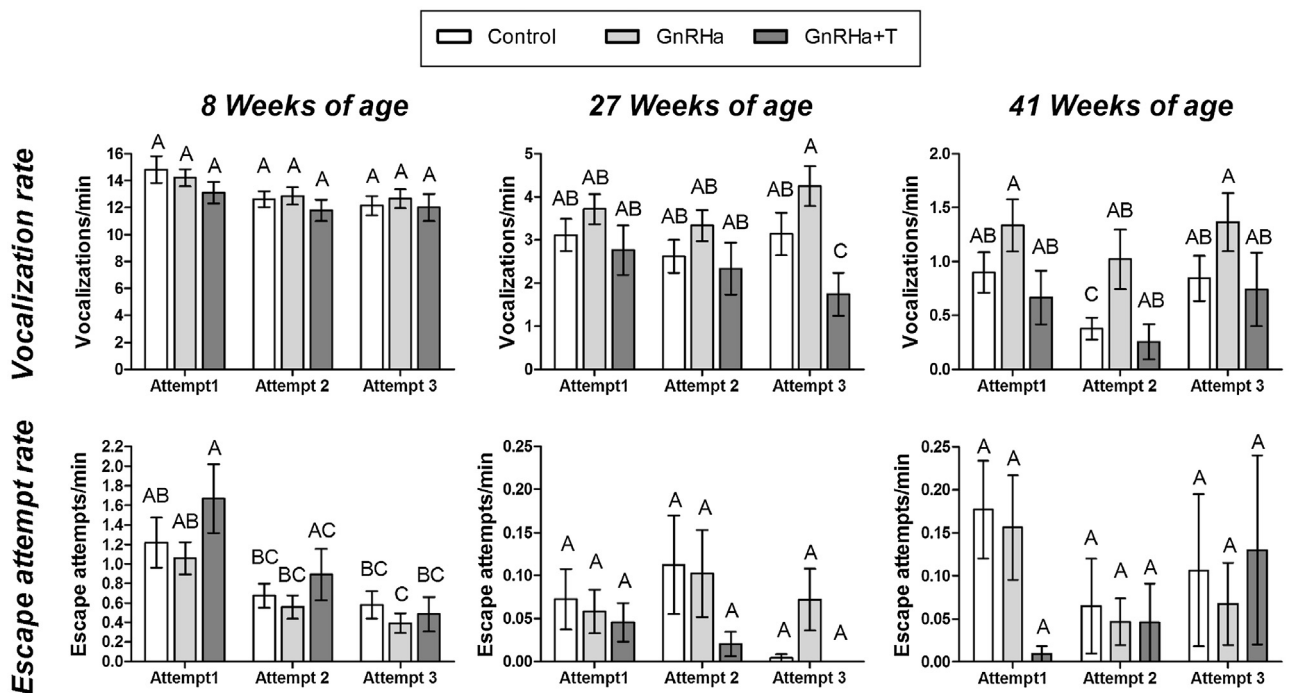 Control GnRHa GnRHa+T
8 Weeks of age 27 Weeks of age 41 Weeks of age
Vocalization rate
Vocalizations/min
16
14
12
10
8
6
4
2
0
A A A A A A A A A
Attempt1 Attempt 2 Attempt 3
Vocalizations/min
5
4
3
2
1
0
AB AB AB AB AB AB AB A C
Attempt1 Attempt 2 Attempt 3
Vocalizations/min
2.0
1.5
1.0
0.5
0.0
AB A AB C AB AB AB A AB
Attempt1 Attempt 2 Attempt 3
Escape attempt rate
Escape attempts/min
2.2
2.0
1.8
1.6
1.4
1.2
1.0
0.8
0.6
0.4
0.2
0.0
AB AB A BC BC AC BC C BC
Attempt1 Attempt 2 Attempt 3
Escape attempts/min
0.25
0.20
0.15
0.10
0.05
0.00
A A A A A A A A A
Attempt1 Attempt 2 Attempt 3
Escape attempts/min
0.25
0.20
0.15
0.10
0.05
0.00
A A A A A A A A A
Attempt1 Attempt 2 Attempt 3